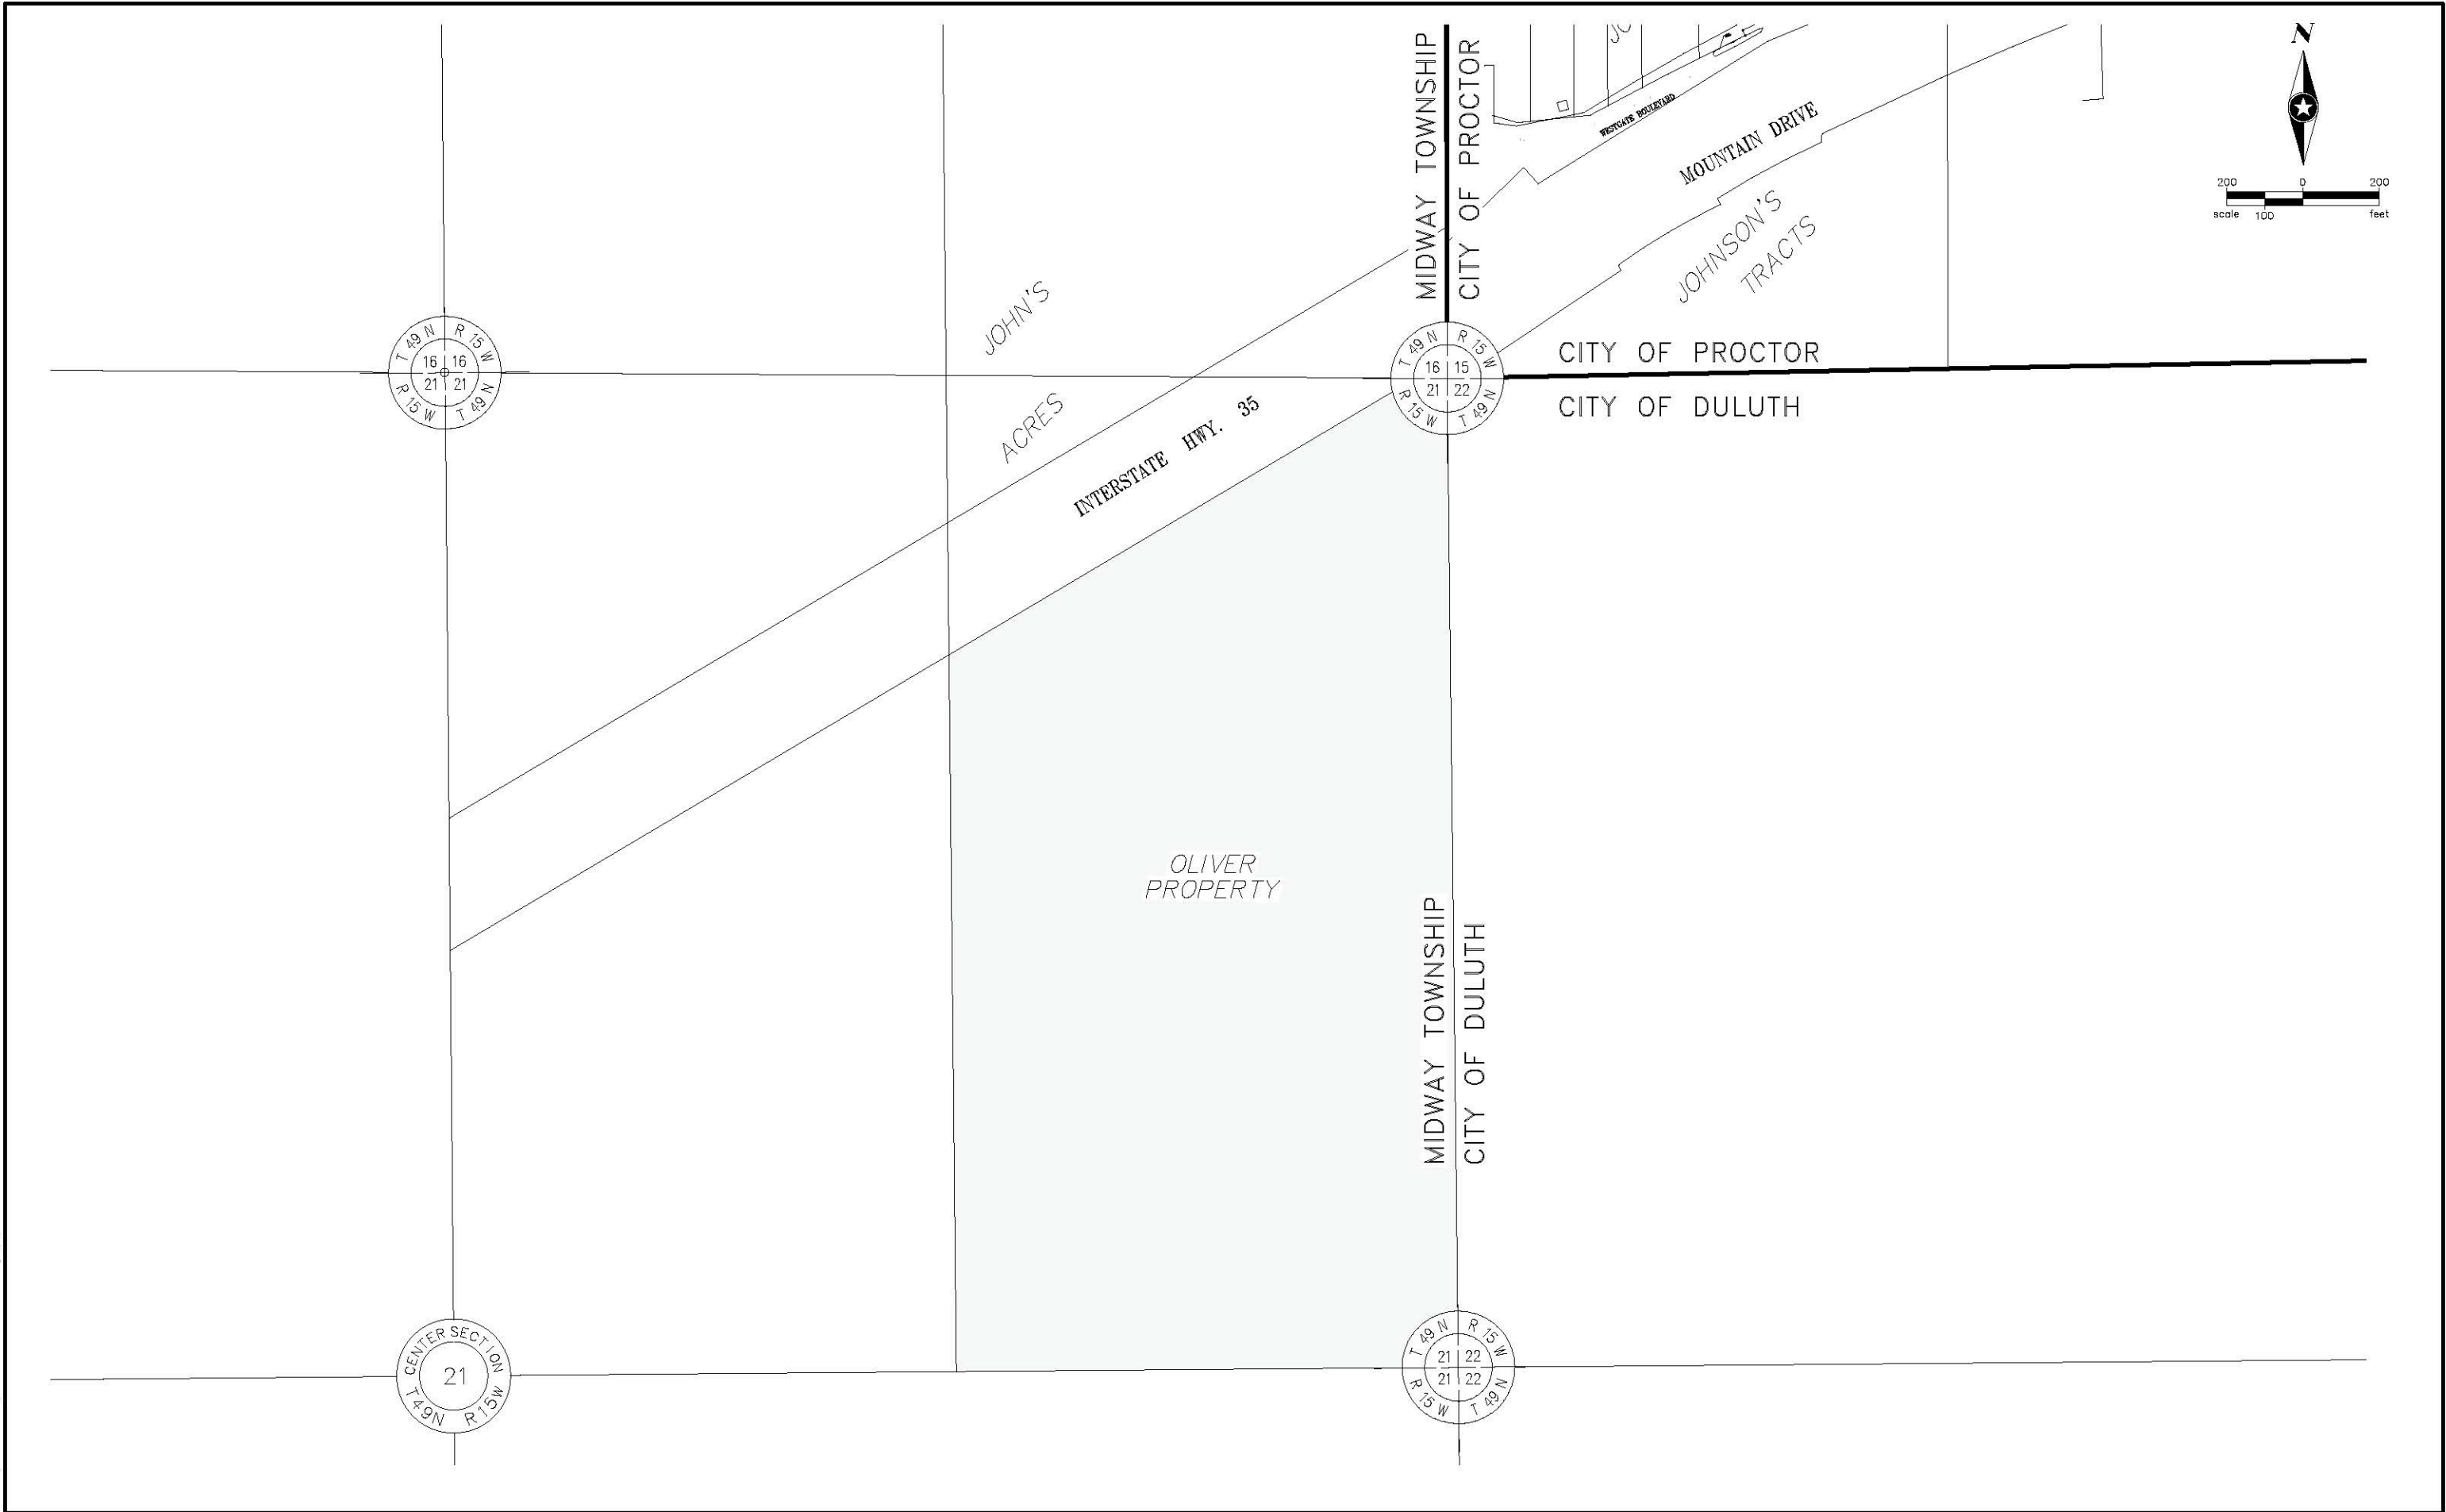 N
200 0 200
scale 100 feet
MIDWAY TOWNSHIP
CITY OF PROCTOR
WESTGATE BOULEVARD
MOUNTAIN DRIVE
JOHNSON'S
TRACTS
JOHN'S
ACRES
INTERSTATE HWY. 35
T 49 N R 15 W
16 16
21 21
R 15 W T 49 N
T 49 N R 15 W
16 15
21 22
R 15 W T 49 N
CITY OF PROCTOR
CITY OF DULUTH
OLIVER
PROPERTY
MIDWAY TOWNSHIP
CITY OF DULUTH
CENTER SECTION
21
T 49N R15W
T 49 N R 15 W
21 22
21 22
R 15 W T 49 N